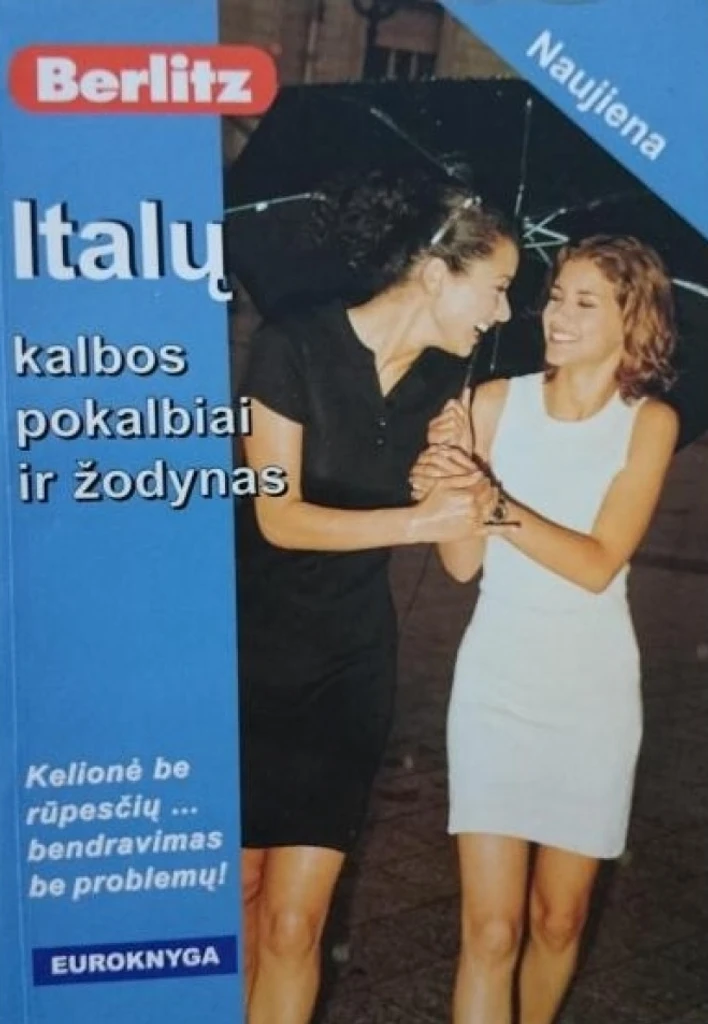 Berlitz
Naujiena
Italų
kalbos
pokalbiai
ir žodynas
Kelionė be
rūpesčių ...
bendravimas
be problemų!
EUROKNYGA